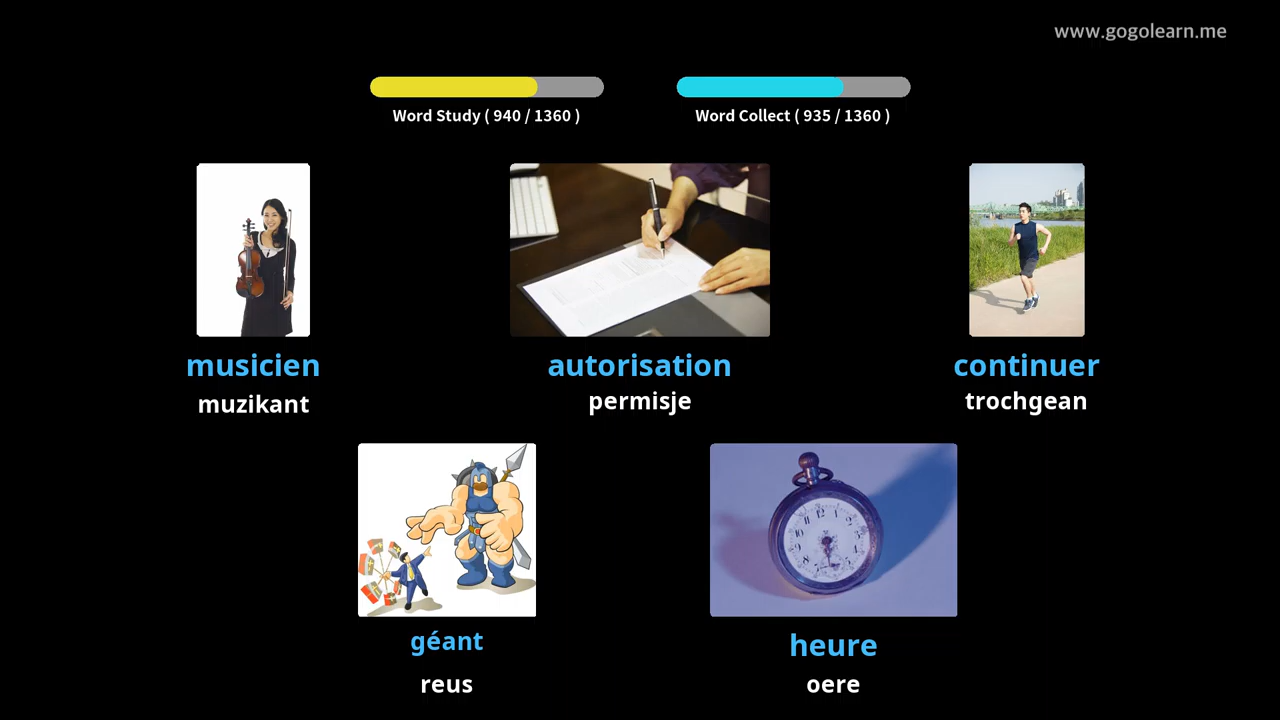 www.gogolearn.me
Word Study ( 940 / 1360 )
Word Collect ( 935 / 1360 )
musicien
muzikant
autorisation
permisje
continuer
trochgean
géant
reus
heure
oere